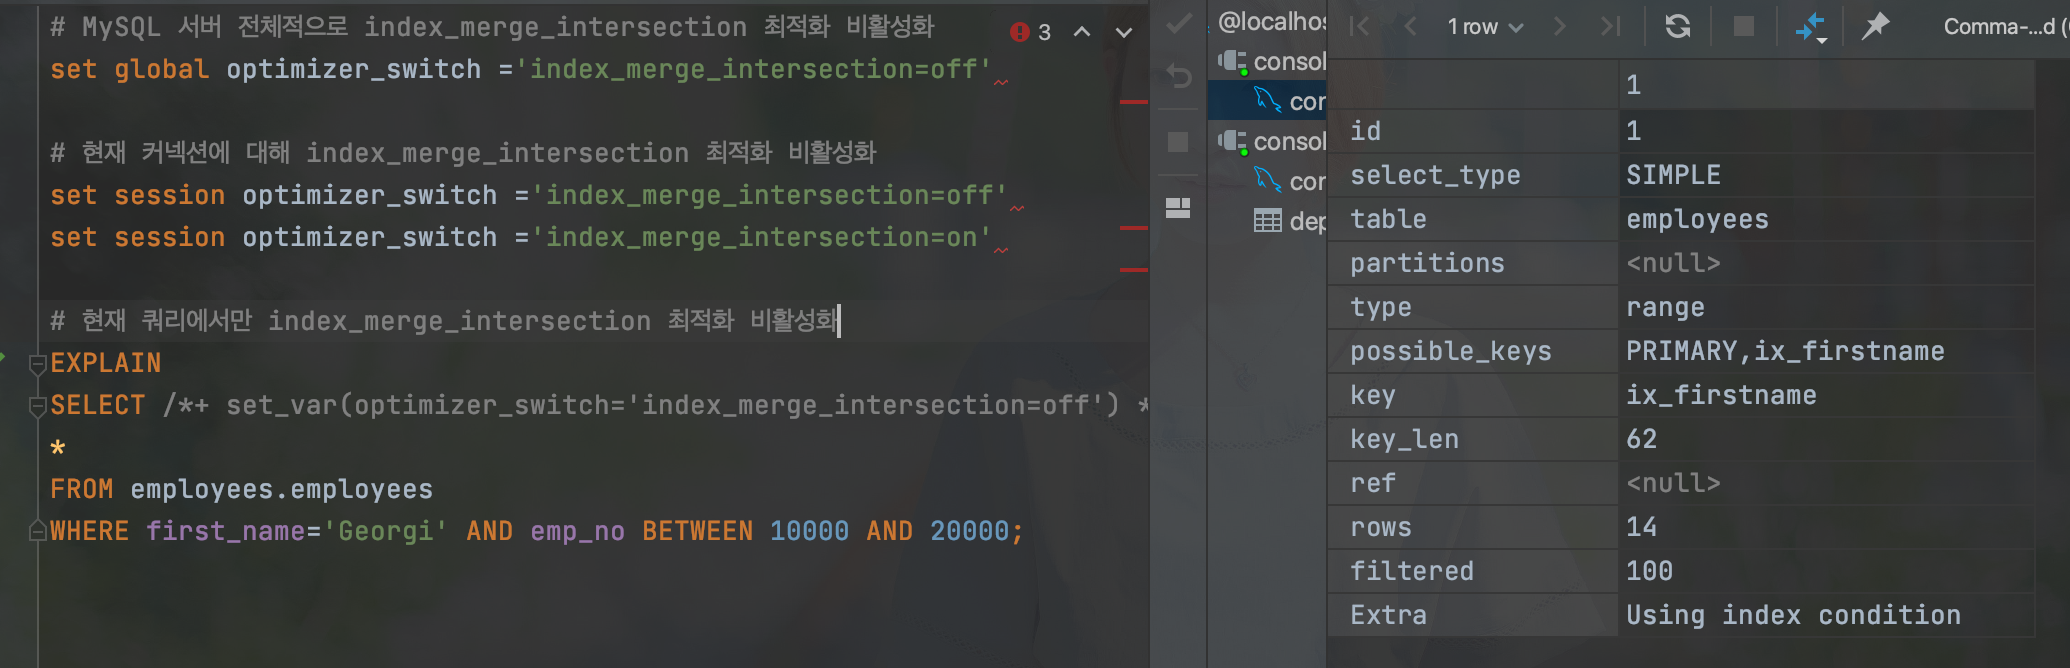 # MySQL 서버 전체적으로 index_merge_intersection 최적화 비활성화
set global optimizer_switch ='index_merge_intersection=off'
# 현재 커넥션에 대해 index_merge_intersection 최적화 비활성화
set session optimizer_switch ='index_merge_intersection=off'
set session optimizer_switch ='index_merge_intersection=on'
# 현재 쿼리에서만 index_merge_intersection 최적화 비활성화
EXPLAIN
SELECT /*+ set_var(optimizer_switch='index_merge_intersection=off') *
*
FROM employees.employees
WHERE first_name='Georgi' AND emp_no BETWEEN 10000 AND 20000;
3
@localhos
consol
con
consol
con
dep
1 row
Comma-...d (
1
id 1
select_type SIMPLE
table employees
partitions <null>
type range
possible_keys PRIMARY,ix_firstname
key ix_firstname
key_len 62
ref <null>
rows 14
filtered 100
Extra Using index condition